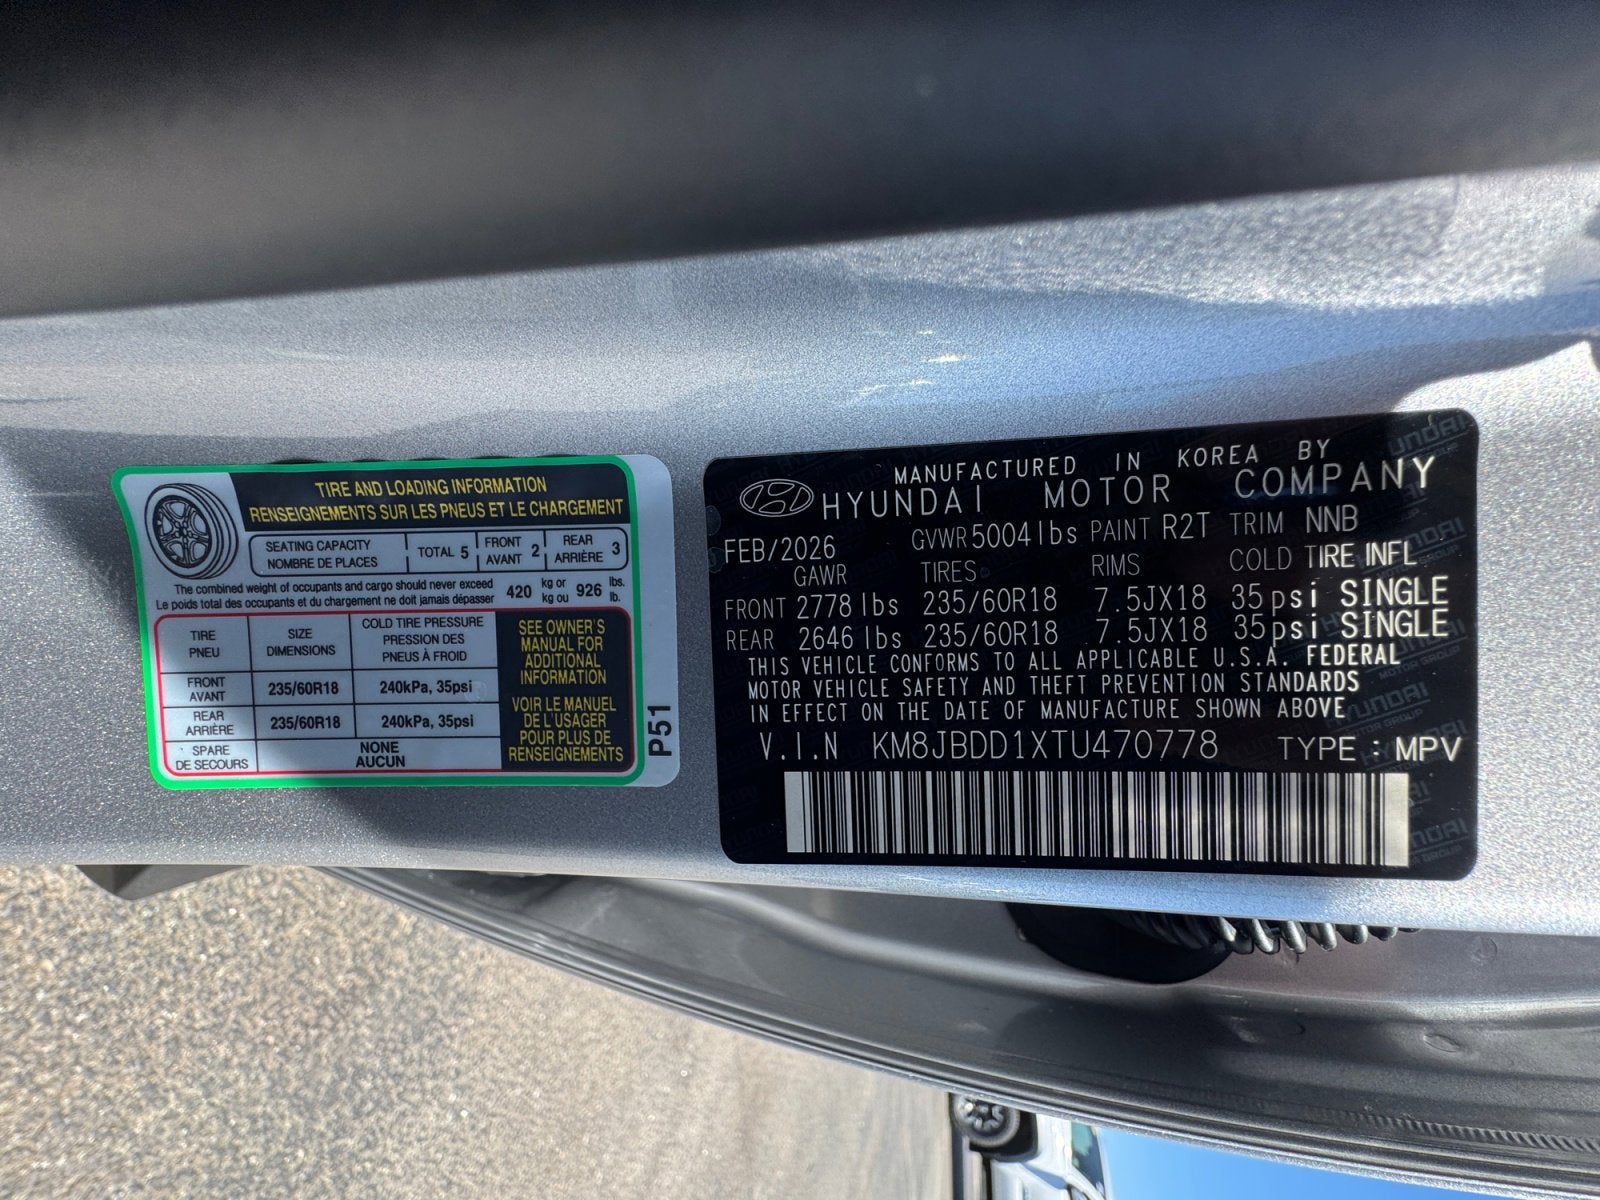 TIRE AND LOADING INFORMATION
RENSEIGNEMENTS SUR LES PNEUS ET LE CHARGEMENT
SEATING CAPACITY
NOMBRE DE PLACES
TOTAL 5
FRONT
AVANT 2
REAR
ARRIÈRE 3
The combined weight of occupants and cargo should never exceed
Le poids total des occupants et du chargement ne doit jamais dépasser
420 kg or
kg ou 926 lbs.
lb.
TIRE
PNEU
SIZE
DIMENSIONS
COLD TIRE PRESSURE
PRESSION DES
PNEUS À FROID
FRONT
AVANT
235/60R18
240kPa, 35psi
REAR
ARRIÈRE
235/60R18
240kPa, 35psi
SPARE
DE SECOURS
NONE
AUCUN
SEE OWNER'S
MANUAL FOR
ADDITIONAL
INFORMATION
VOIR LE MANUEL
DE L'USAGER
POUR PLUS DE
RENSEIGNEMENTS
P51
MANUFACTURED IN KOREA BY
HYUNDAI MOTOR COMPANY
FEB/2026 GVWR 5004 lbs PAINT R2T TRIM NNB
GAWR TIRES RIMS COLD TIRE INFL
FRONT 2778 lbs 235/60R18 7.5JX18 35psi SINGLE
REAR 2646 lbs 235/60R18 7.5JX18 35psi SINGLE
THIS VEHICLE CONFORMS TO ALL APPLICABLE U.S.A. FEDERAL
MOTOR VEHICLE SAFETY AND THEFT PREVENTION STANDARDS
IN EFFECT ON THE DATE OF MANUFACTURE SHOWN ABOVE
V.I.N KM8JBDD1XTU470778 TYPE : MPV